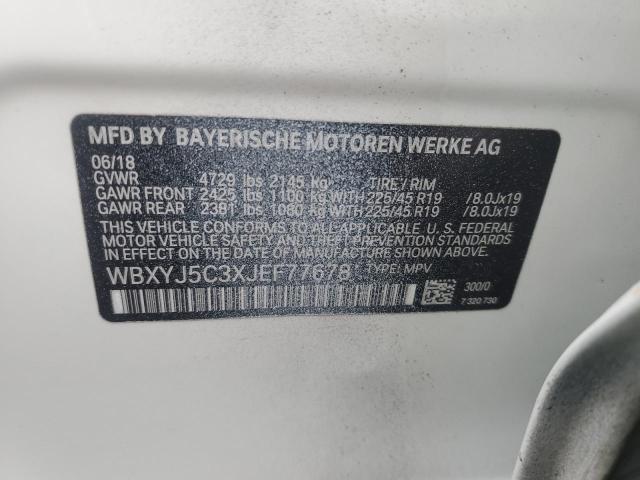 MFD BY BAYERISCHE MOTOREN WERKE AG
06/18
GVWR 4729 lbs 2145 kg TIRE / RIM
GAWR FRONT 2425 lbs 1100 kg WITH 225/45 R19 /8.0Jx19
GAWR REAR 2381 lbs 1080 kg WITH 225/45 R19 /8.0Jx19
THIS VEHICLE CONFORMS TO ALL APPLICABLE U.S. FEDERAL
MOTOR VEHICLE SAFETY AND THEFT PREVENTION STANDARDS
IN EFFECT ON THE DATE OF MANUFACTURE SHOWN ABOVE.
WBXYJ5C3XJEF77678 TYPE: MPV
300/0
7 320 730